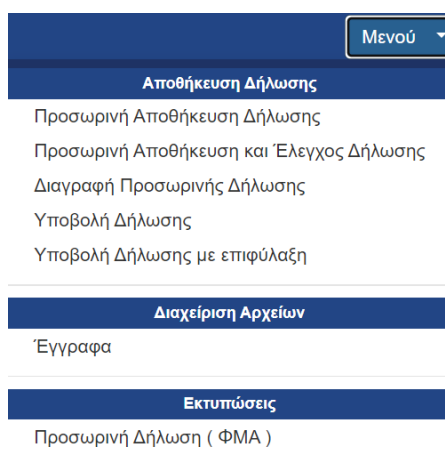 Μενού
Αποθήκευση Δήλωσης
Προσωρινή Αποθήκευση Δήλωσης
Προσωρινή Αποθήκευση και Έλεγχος Δήλωσης
Διαγραφή Προσωρινής Δήλωσης
Υποβολή Δήλωσης
Υποβολή Δήλωσης με επιφύλαξη
Διαχείριση Αρχείων
Έγγραφα
Εκτυπώσεις
Προσωρινή Δήλωση ( ΦΜΑ )